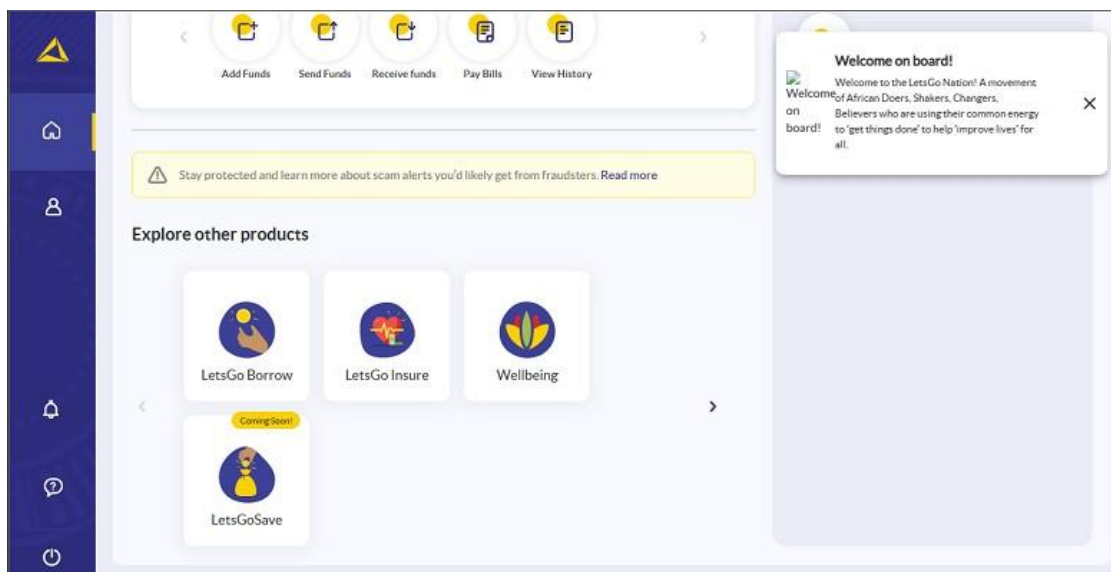 Add Funds
Send Funds
Receive funds
Pay Bills
View History
Welcome on board!
Welcome
on
board!
Welcome to the LetsGo Nation! A movement
of African Doers, Shakers, Changers,
Believers who are using their common energy
to 'get things done' to help 'improve lives' for
all.
Stay protected and learn more about scam alerts you'd likely get from fraudsters. Read more
Explore other products
LetsGo Borrow
LetsGo Insure
Wellbeing
Coming Soon!
LetsGoSave